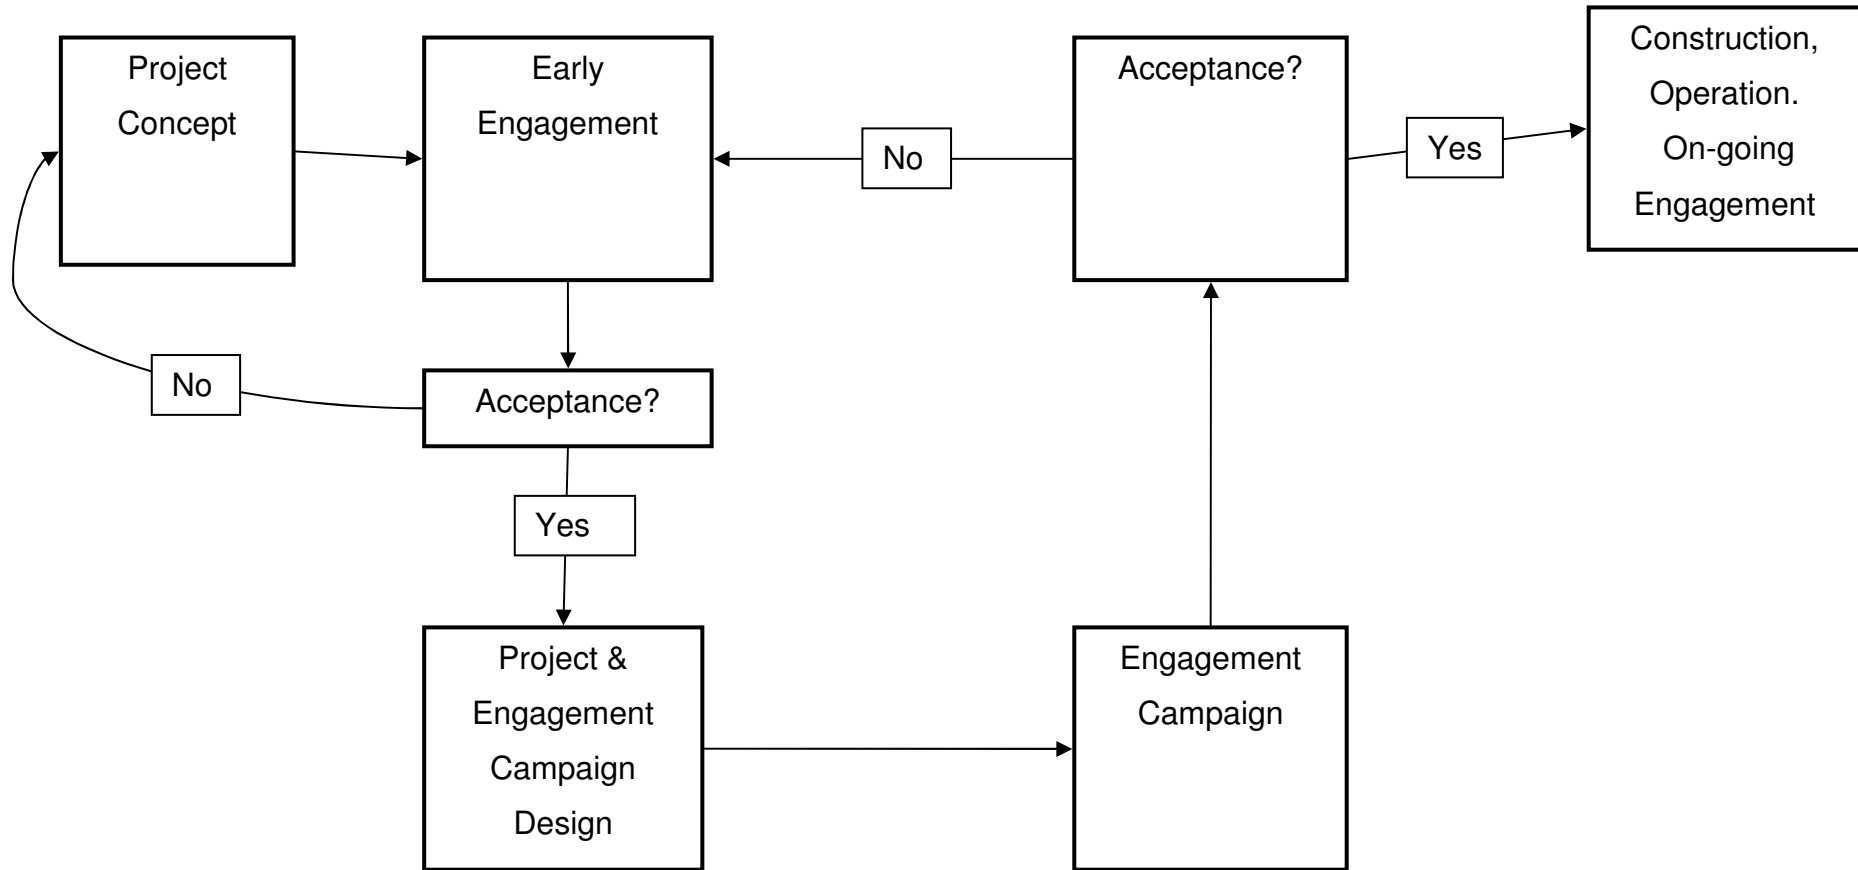 Project
Concept
Early
Engagement
Acceptance?
Construction,
Operation.
On-going
Engagement
No
Yes
No
Acceptance?
Yes
Project &
Engagement
Campaign
Design
Engagement
Campaign